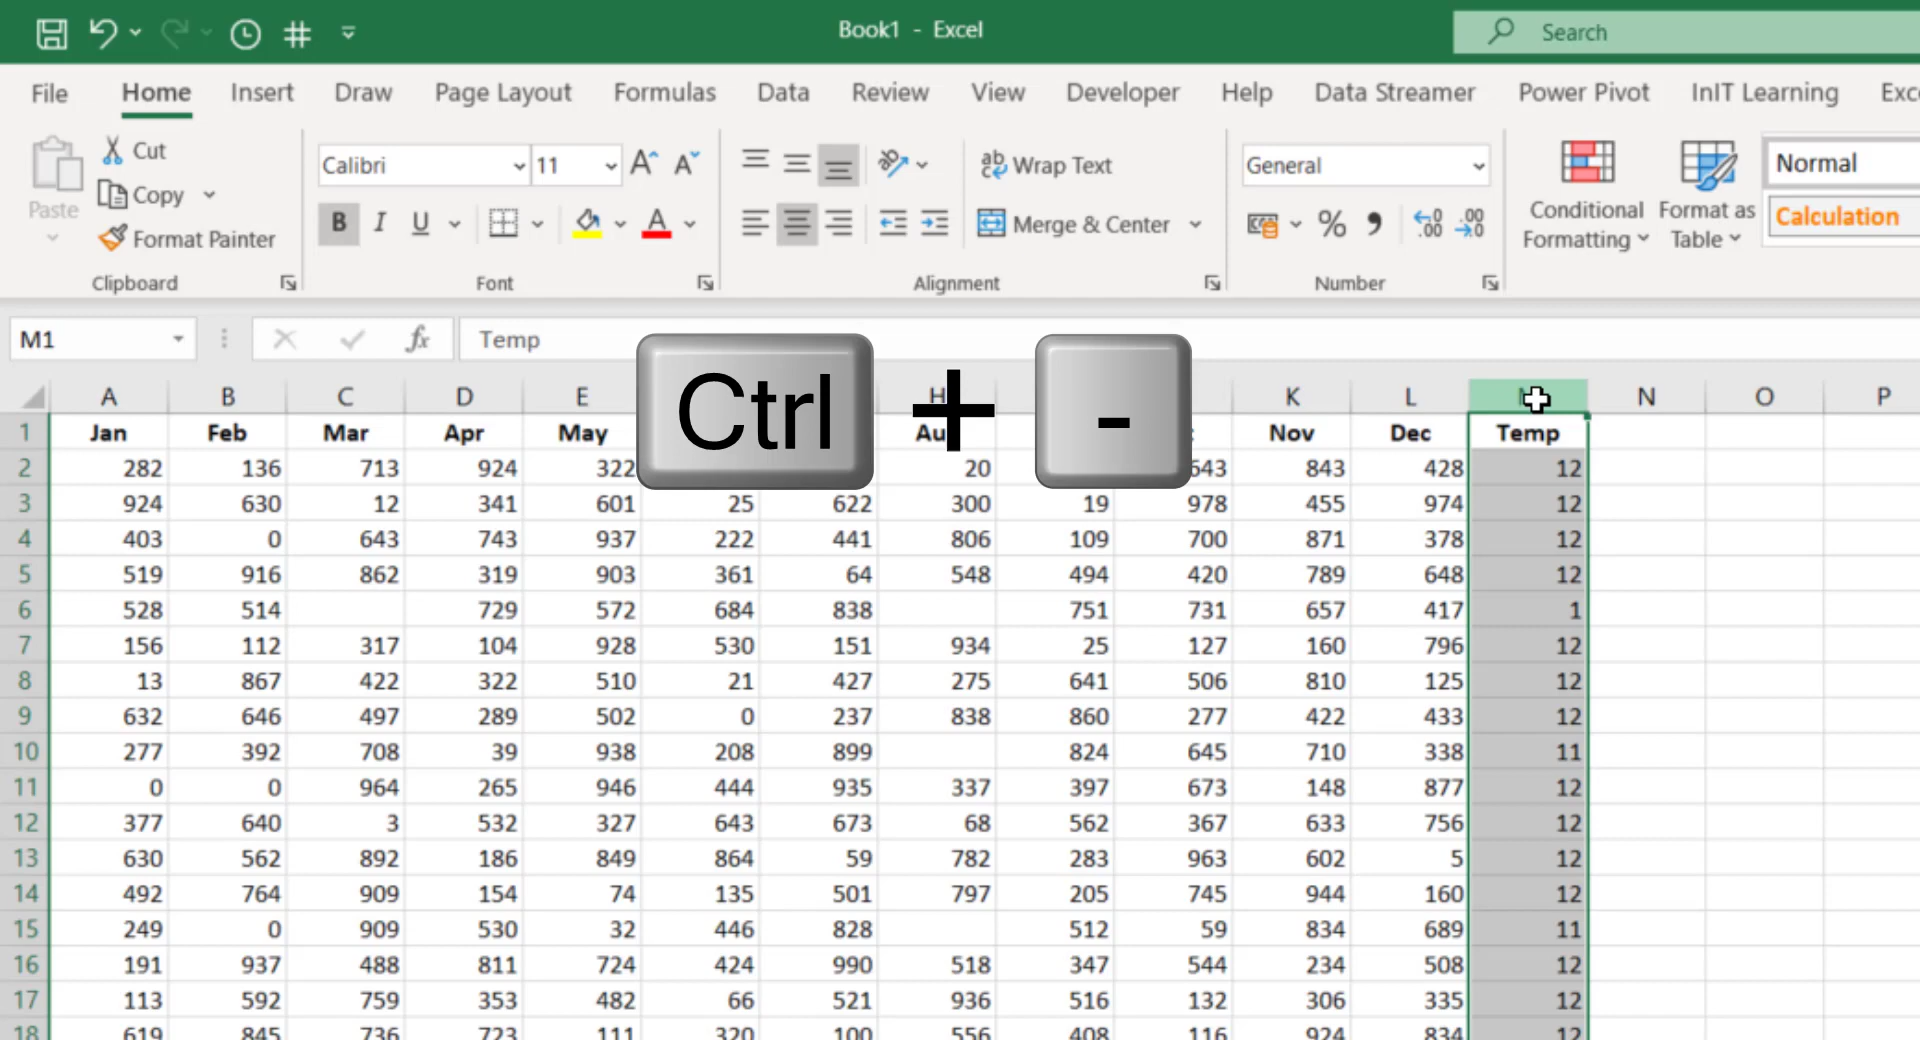 Book1 - Excel
Search
File Home Insert Draw Page Layout Formulas Data Review View Developer Help Data Streamer Power Pivot InIT Learning
Cut
Copy
Format Painter
Paste
Clipboard
Calibri 11
B I U
Font
Wrap Text
Merge & Center
Alignment
General
Number
Conditional Formatting
Format as Table
Normal
Calculation
M1 fx Temp
Ctrl + -
A B C D E H K L N O P
1 Jan Feb Mar Apr May Nov Dec Temp
2 282 136 713 924 322 20 643 843 428 12
3 924 630 12 341 601 25 622 300 19 978 455 974 12
4 403 0 643 743 937 222 441 806 109 700 871 378 12
5 519 916 862 319 903 361 64 548 494 420 789 648 12
6 528 514 729 572 684 838 751 731 657 417 1
7 156 112 317 104 928 530 151 934 25 127 160 796 12
8 13 867 422 322 510 21 427 275 641 506 810 125 12
9 632 646 497 289 502 0 237 838 860 277 422 433 12
10 277 392 708 39 938 208 899 824 645 710 338 11
11 0 0 964 265 946 444 935 337 397 673 148 877 12
12 377 640 3 532 327 643 673 68 562 367 633 756 12
13 630 562 892 186 849 864 59 782 283 963 602 5 12
14 492 764 909 154 74 135 501 797 205 745 944 160 12
15 249 0 909 530 32 446 828 512 59 834 689 11
16 191 937 488 811 724 424 990 518 347 544 234 508 12
17 113 592 759 353 482 66 521 936 516 132 306 335 12
18 619 845 736 723 111 320 100 556 408 116 924 834 12